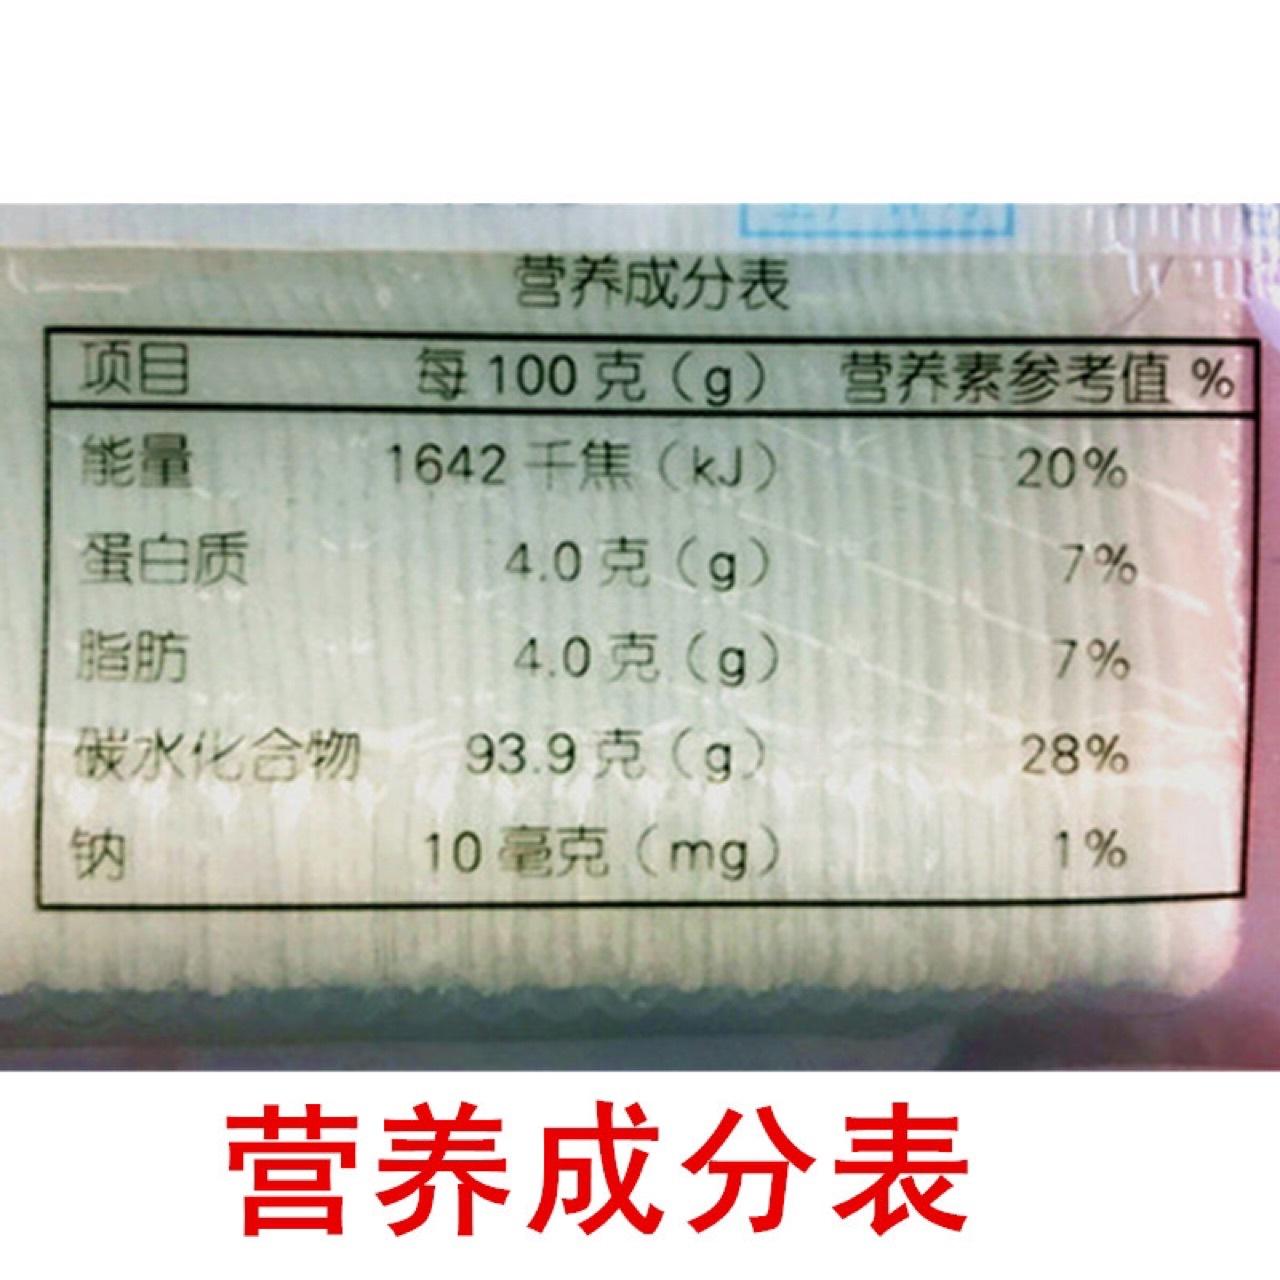 营养成分表
项目 每100克(g) 营养素参考值 %
能量 1642千焦(kJ) 20%
蛋白质 4.0克(g) 7%
脂肪 4.0克(g) 7%
碳水化合物 93.9克(g) 28%
钠 10毫克(mg) 1%
营养成分表